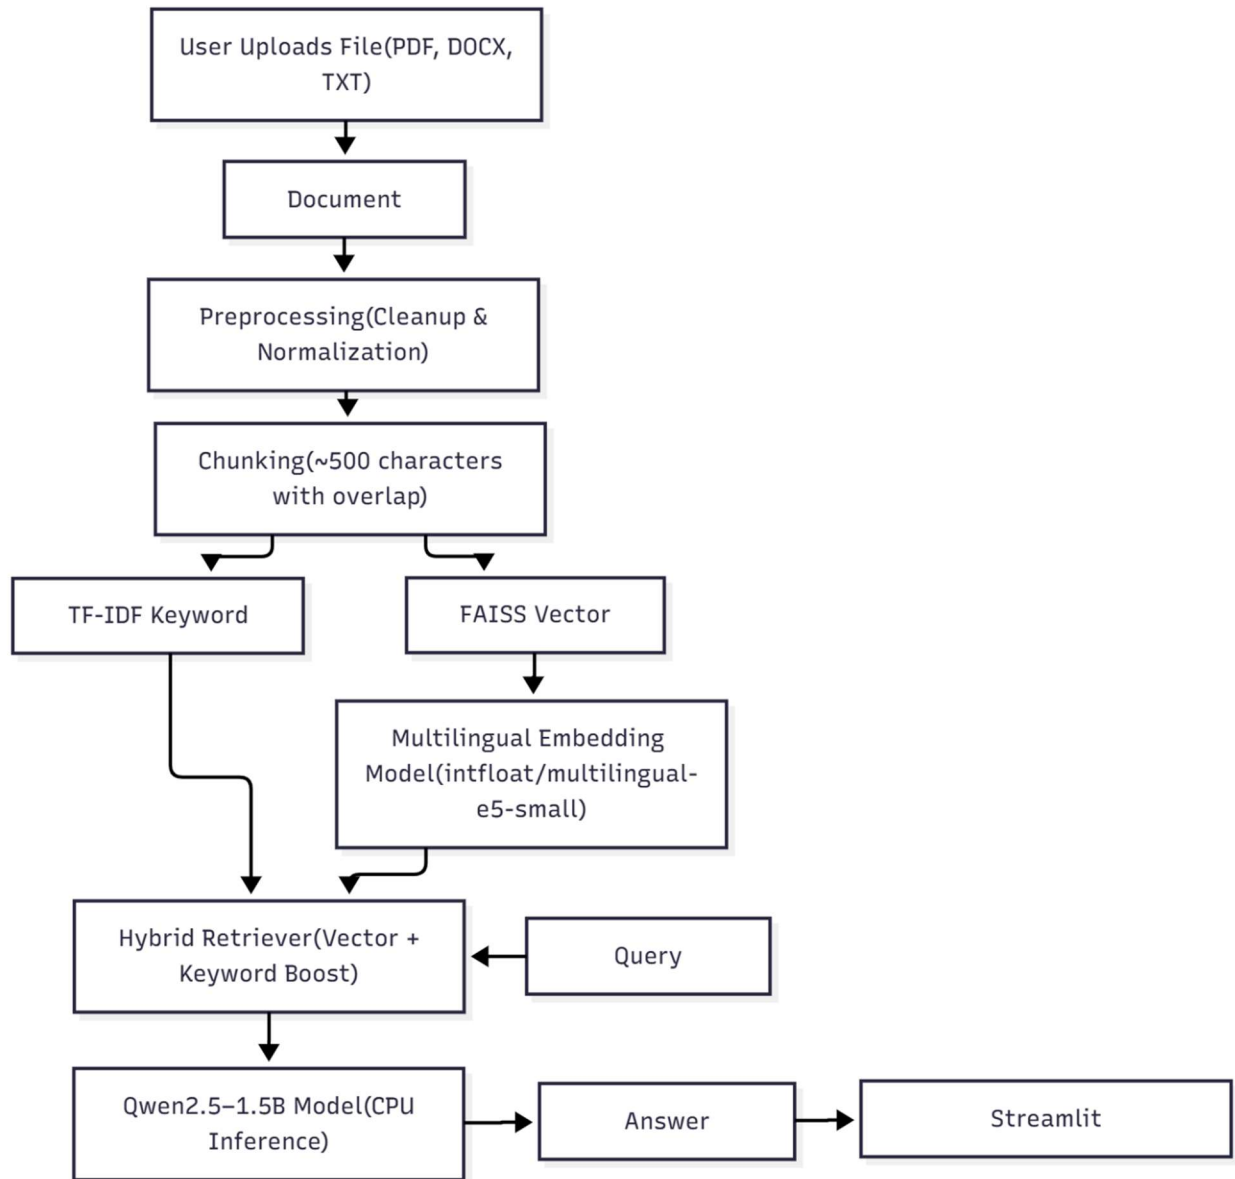 User Uploads File(PDF, DOCX,
TXT)
Document
Preprocessing(Cleanup &
Normalization)
Chunking(~500 characters
with overlap)
TF-IDF Keyword
FAISS Vector
Multilingual Embedding
Model(intfloat/multilingual-
e5-small)
Hybrid Retriever(Vector +
Keyword Boost)
Query
Qwen2.5–1.5B Model(CPU
Inference)
Answer
Streamlit